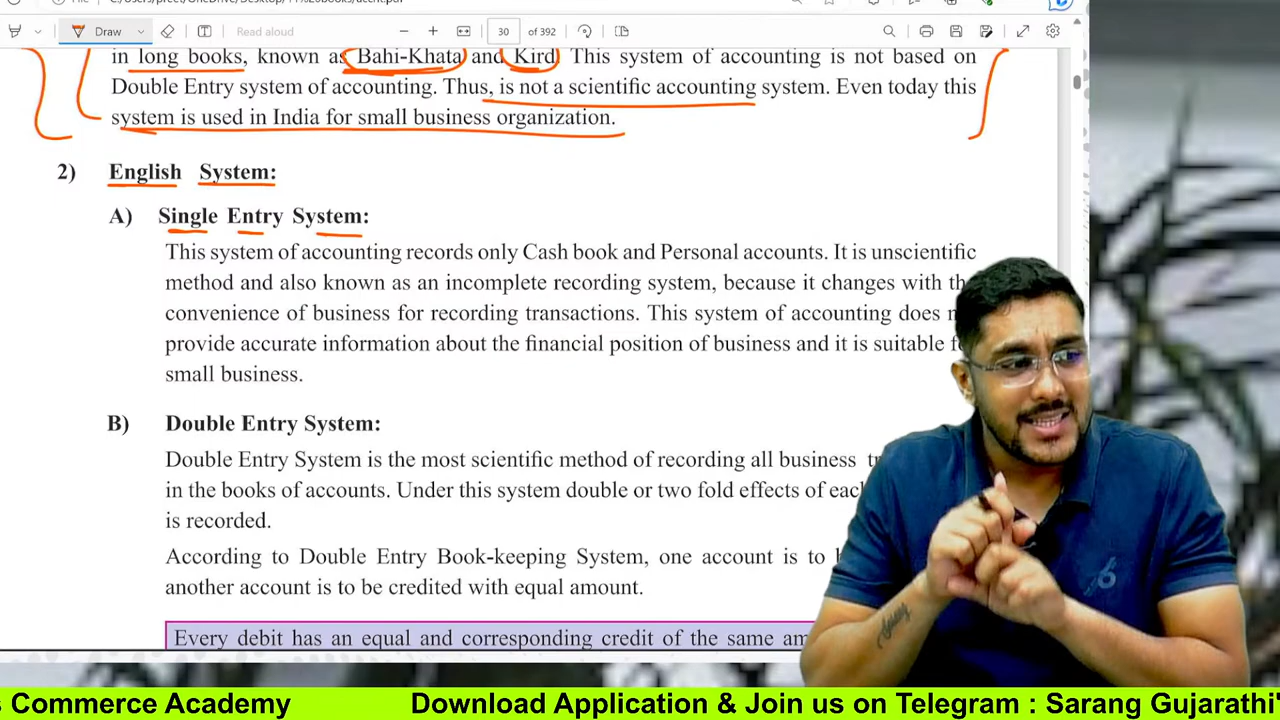 Draw
Read aloud
30 of 392
in long books, known as Bahi-Khata and Kird. This system of accounting is not based on
Double Entry system of accounting. Thus, is not a scientific accounting system. Even today this
system is used in India for small business organization.
2) English System:
A) Single Entry System:
This system of accounting records only Cash book and Personal accounts. It is unscientific
method and also known as an incomplete recording system, because it changes with th
convenience of business for recording transactions. This system of accounting does
provide accurate information about the financial position of business and it is suitable f
small business.
B) Double Entry System:
Double Entry System is the most scientific method of recording all business
in the books of accounts. Under this system double or two fold effects of each
is recorded.
According to Double Entry Book-keeping System, one account is to
another account is to be credited with equal amount.
Every debit has an equal and corresponding credit of the same am
s Commerce Academy Download Application & Join us on Telegram : Sarang Gujarathi'